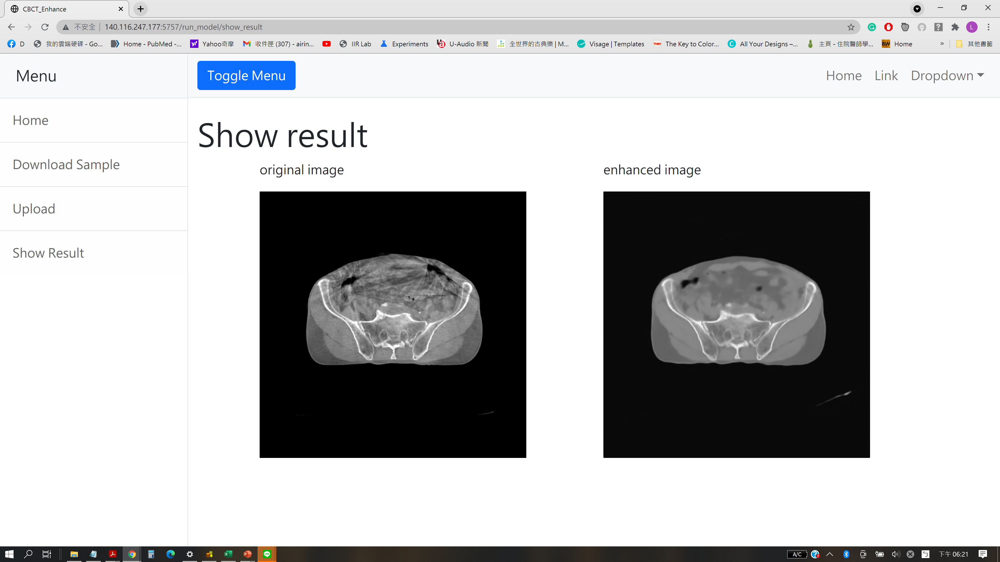 CBCT_Enhance
不安全 | 140.116.247.177:5757/run_model/show_result
L
D 我的雲端硬碟 - Go... Home - PubMed -... Yahoo奇摩 收件匣 (307) - airin... IIR Lab Experiments U-Audio 新聞 全世界的古典樂 | M... Visage | Templates The Key to Color... All Your Designs –... 主頁 - 住院醫師學... BW Home » 其他書籤
Menu
Toggle Menu
Home Link Dropdown
Home
Download Sample
Upload
Show Result
Show result
original image
enhanced image
A/C
下午 06:21